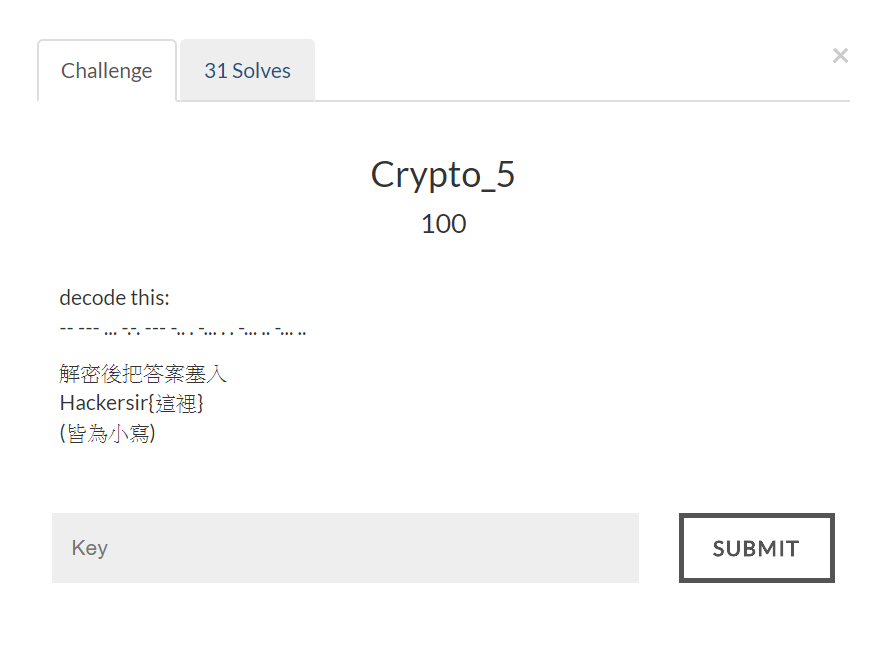 Challenge
31 Solves
×
Crypto_5
100
decode this:
-- --- ... -.-. --- -.. . -... . . -... .. -... ..
解密後把答案塞入
Hackersir{這裡}
(皆為小寫)
Key
SUBMIT